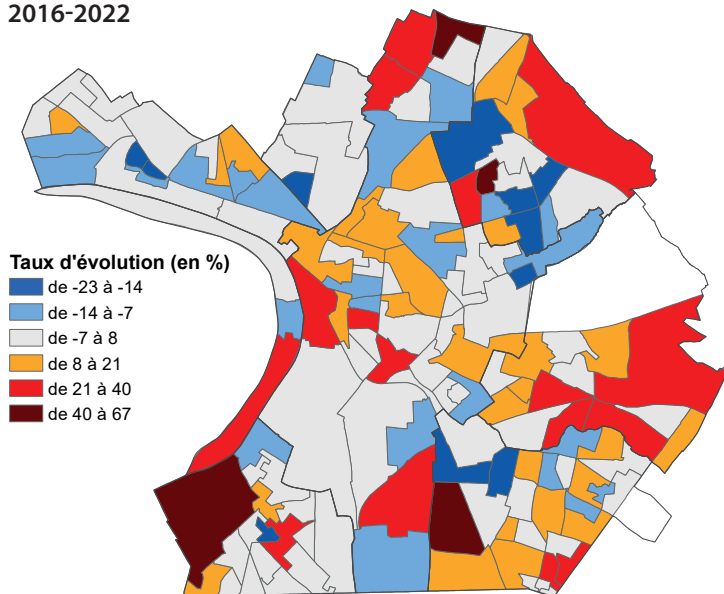 2016-2022
Taux d'évolution (en %)
de -23 à -14
de -14 à -7
de -7 à 8
de 8 à 21
de 21 à 40
de 40 à 67